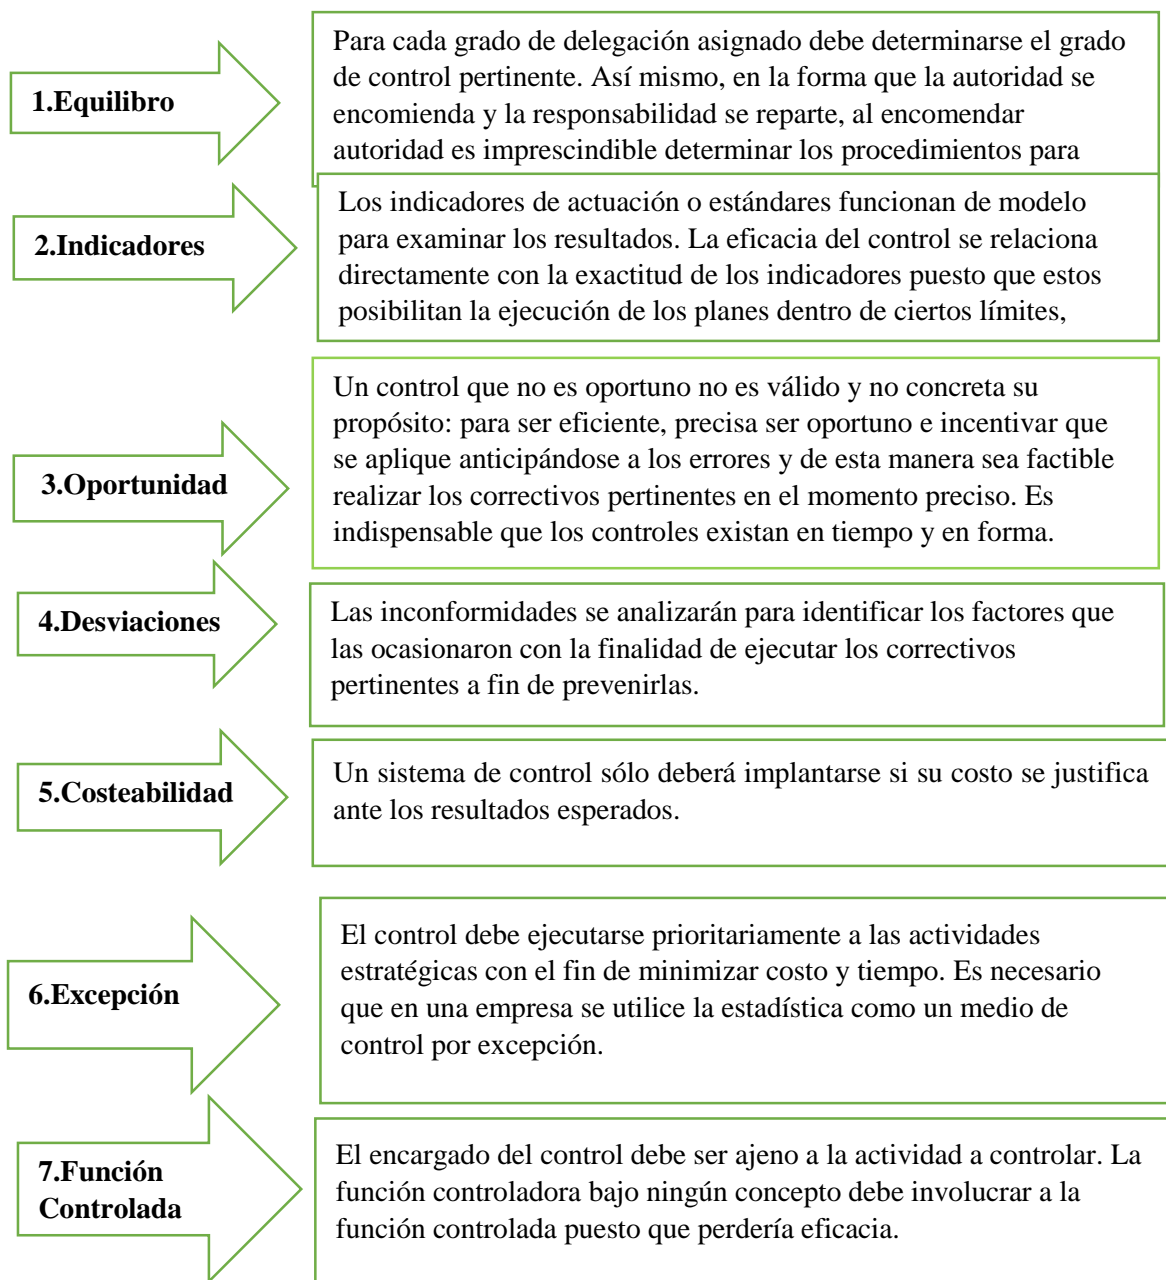 1.Equilibro
Para cada grado de delegación asignado debe determinarse el grado
de control pertinente. Así mismo, en la forma que la autoridad se
encomienda y la responsabilidad se reparte, al encomendar
autoridad es imprescindible determinar los procedimientos para
2.Indicadores
Los indicadores de actuación o estándares funcionan de modelo
para examinar los resultados. La eficacia del control se relaciona
directamente con la exactitud de los indicadores puesto que estos
posibilitan la ejecución de los planes dentro de ciertos límites,
3.Oportunidad
Un control que no es oportuno no es válido y no concreta su
propósito: para ser eficiente, precisa ser oportuno e incentivar que
se aplique anticipándose a los errores y de esta manera sea factible
realizar los correctivos pertinentes en el momento preciso. Es
indispensable que los controles existan en tiempo y en forma.
4.Desviaciones
Las inconformidades se analizarán para identificar los factores que
las ocasionaron con la finalidad de ejecutar los correctivos
pertinentes a fin de prevenirlas.
5.Costeabilidad
Un sistema de control sólo deberá implantarse si su costo se justifica
ante los resultados esperados.
6.Excepción
El control debe ejecutarse prioritariamente a las actividades
estratégicas con el fin de minimizar costo y tiempo. Es necesario
que en una empresa se utilice la estadística como un medio de
control por excepción.
7.Función
Controlada
El encargado del control debe ser ajeno a la actividad a controlar. La
función controladora bajo ningún concepto debe involucrar a la
función controlada puesto que perdería eficacia.